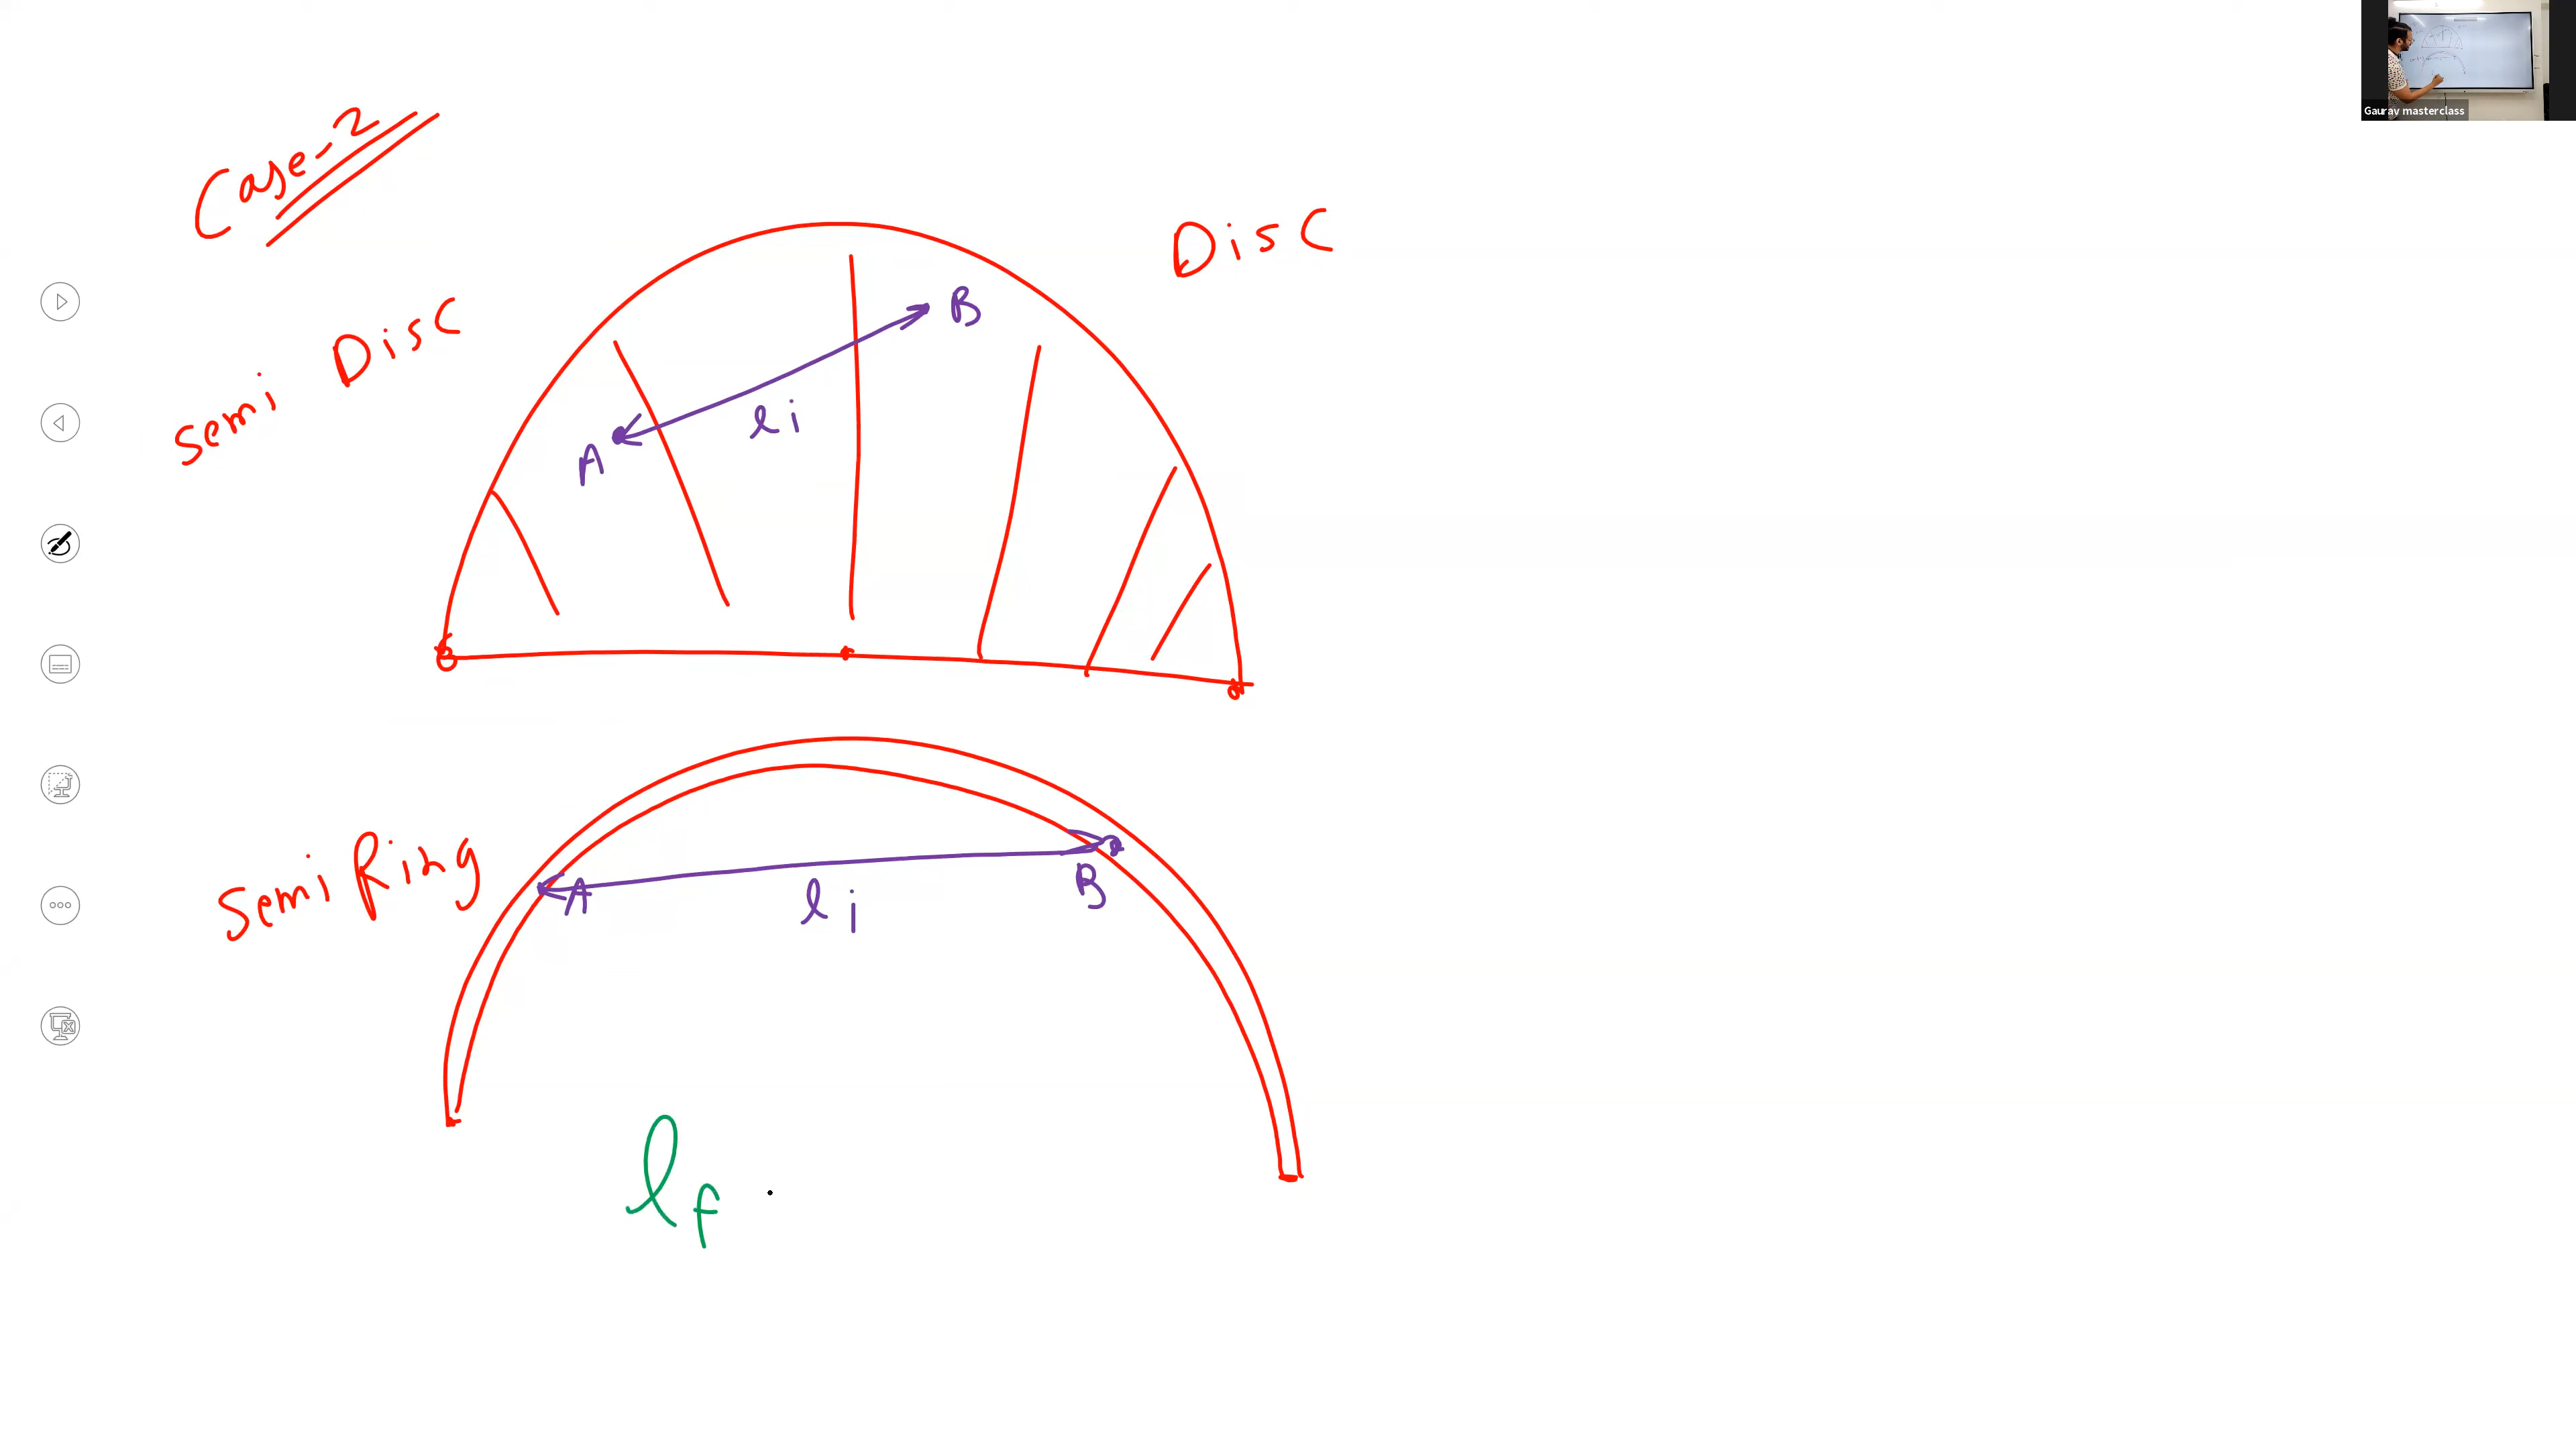 Gaurav masterclass
Case-2
Disc
Semi Disc
B
li
A
Semi Ring
A
B
li
lf